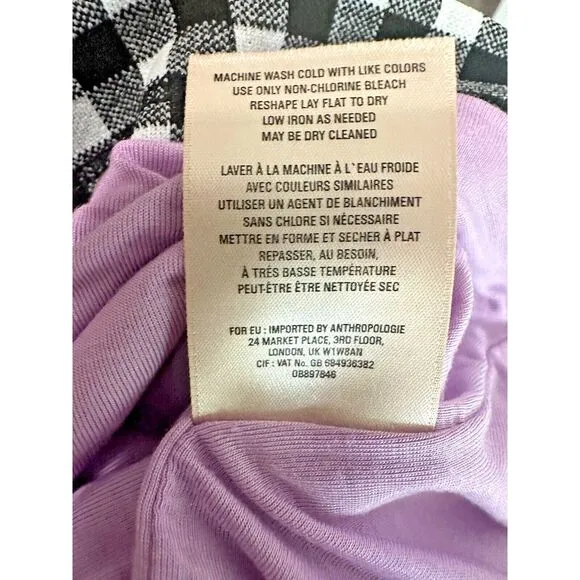 MACHINE WASH COLD WITH LIKE COLORS
USE ONLY NON-CHLORINE BLEACH
RESHAPE LAY FLAT TO DRY
LOW IRON AS NEEDED
MAY BE DRY CLEANED
LAVER À LA MACHINE À L`EAU FROIDE
AVEC COULEURS SIMILAIRES
UTILISER UN AGENT DE BLANCHIMENT
SANS CHLORE SI NÉCESSAIRE
METTRE EN FORME ET SECHER À PLAT
REPASSER, AU BESOIN,
À TRÉS BASSE TEMPÉRATURE
PEUT-ÊTRE ÊTRE NETTOYÉE SEC
FOR EU : IMPORTED BY ANTHROPOLOGIE
24 MARKET PLACE, 3RD FLOOR,
LONDON, UK W1W8AN
CIF : VAT No. GB 684936382
GB897846